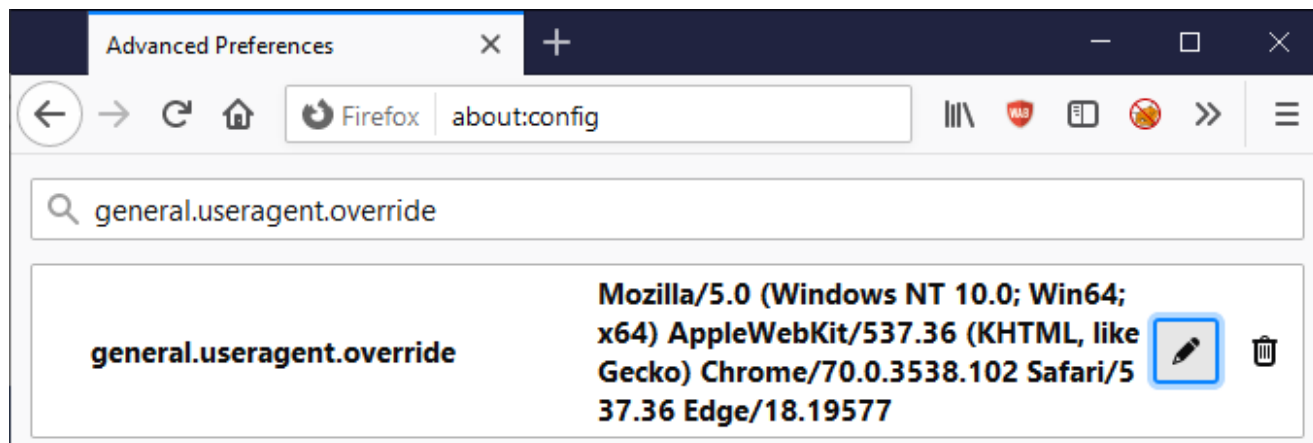 Advanced Preferences
Firefox about:config
general.useragent.override
general.useragent.override
Mozilla/5.0 (Windows NT 10.0; Win64;
x64) AppleWebKit/537.36 (KHTML, like
Gecko) Chrome/70.0.3538.102 Safari/5
37.36 Edge/18.19577